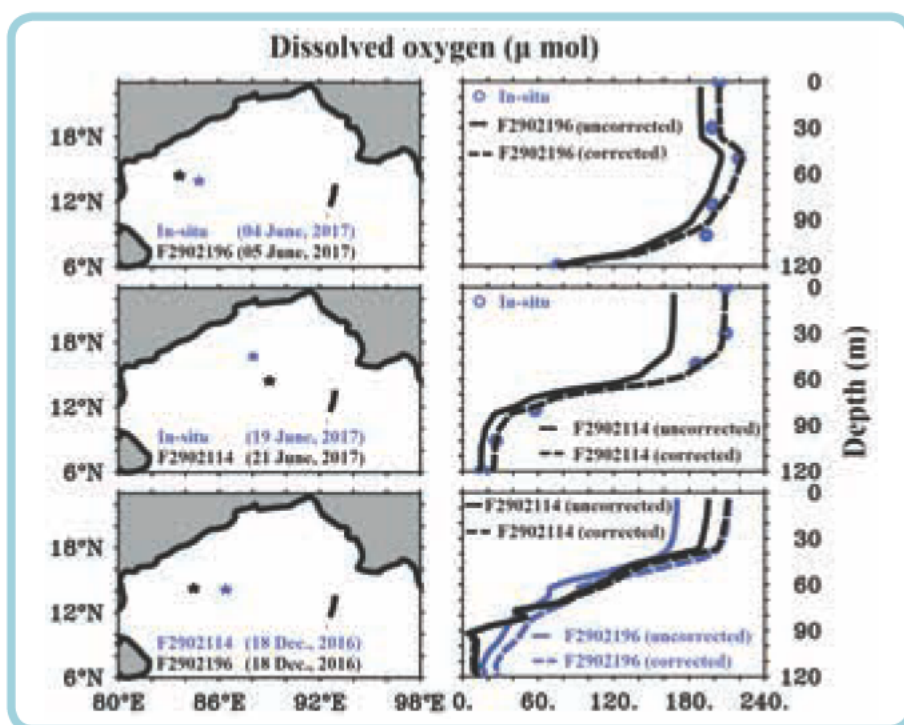 Dissolved oxygen (μ mol)
18°N
12°N
6°N
In-situ (04 June, 2017)
F2902196 (05 June, 2017)
In-situ
F2902196 (uncorrected)
F2902196 (corrected)
0
30
60
90
120
18°N
12°N
6°N
In-situ (19 June, 2017)
F2902114 (21 June, 2017)
In-situ
F2902114 (uncorrected)
F2902114 (corrected)
0
30
60
90
120
Depth (m)
18°N
12°N
6°N
F2902114 (18 Dec., 2016)
F2902196 (18 Dec., 2016)
80°E 86°E 92°E 98°E
F2902114 (uncorrected)
F2902114 (corrected)
F2902196 (uncorrected)
F2902196 (corrected)
0
30
60
90
120
0. 60. 120. 180. 240.